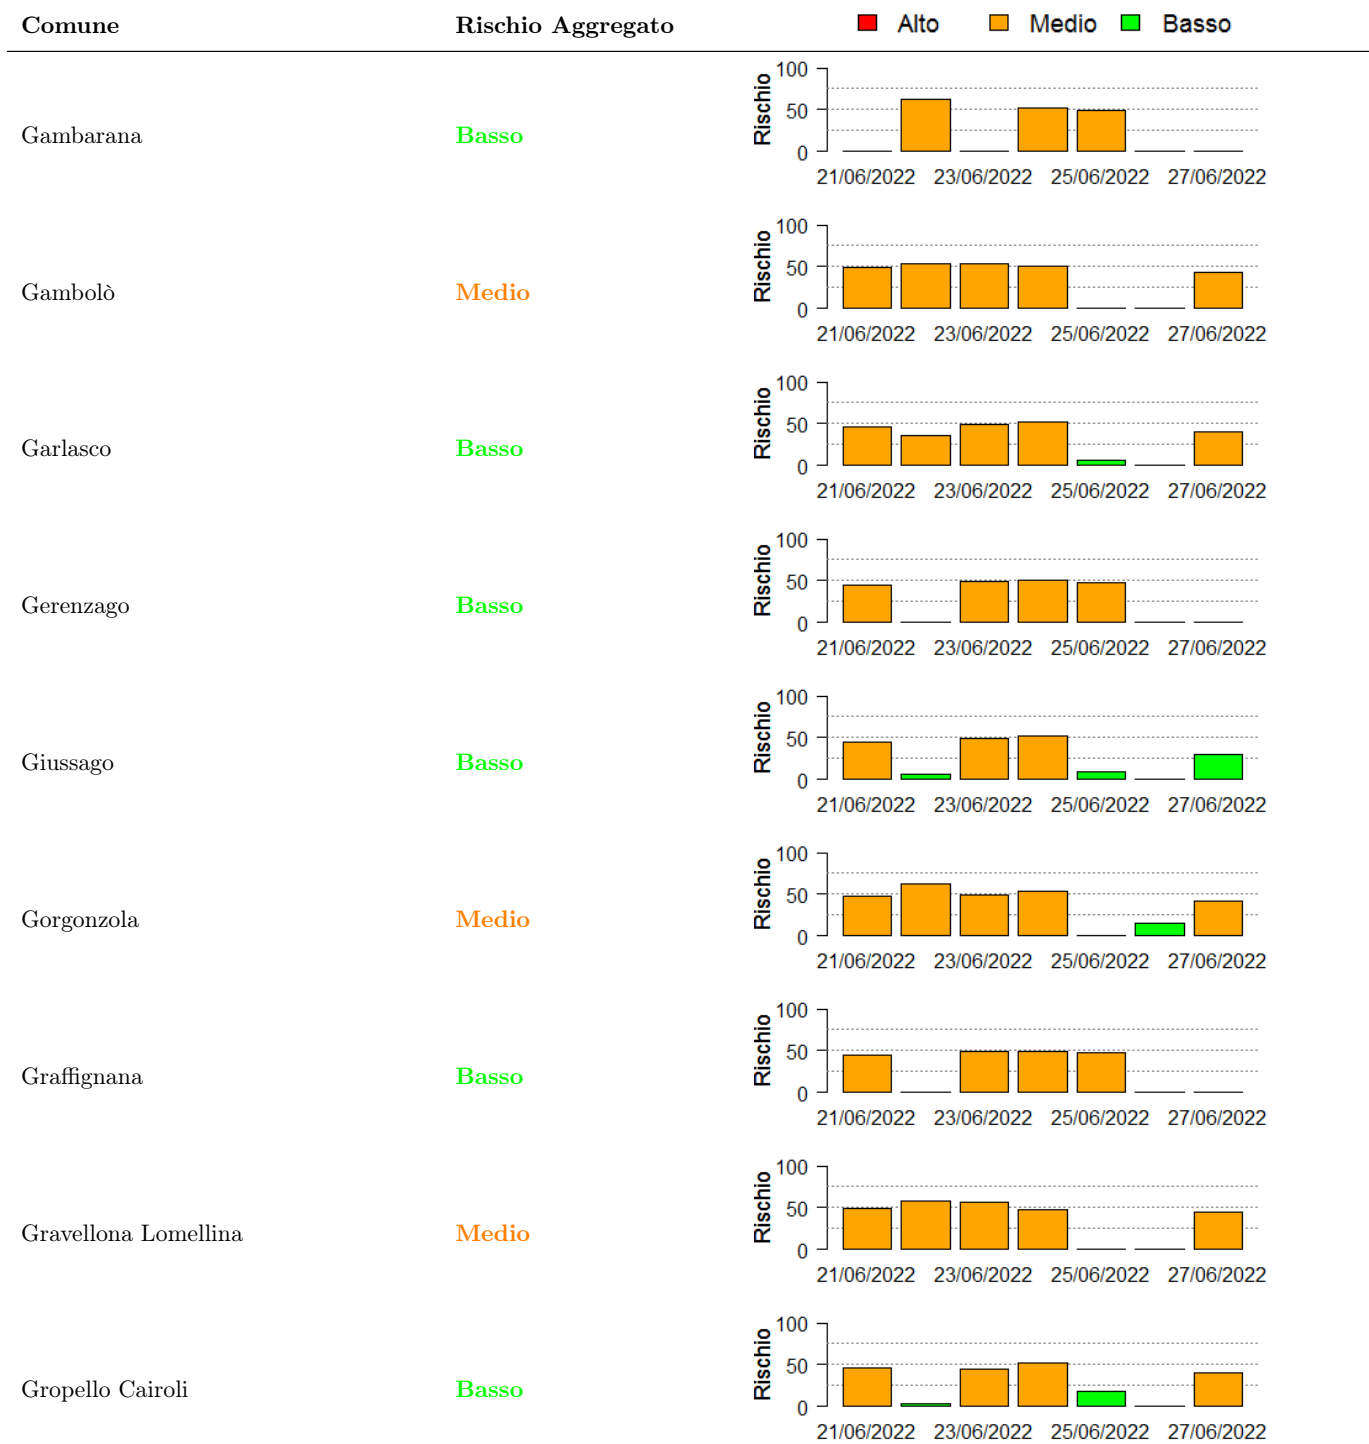 Comune Rischio Aggregato Alto Medio Basso
Gambarana Basso Rischio 100 50 0
21/06/2022 23/06/2022 25/06/2022 27/06/2022
Gambolò Medio Rischio 100 50 0
21/06/2022 23/06/2022 25/06/2022 27/06/2022
Garlasco Basso Rischio 100 50 0
21/06/2022 23/06/2022 25/06/2022 27/06/2022
Gerenzago Basso Rischio 100 50 0
21/06/2022 23/06/2022 25/06/2022 27/06/2022
Giussago Basso Rischio 100 50 0
21/06/2022 23/06/2022 25/06/2022 27/06/2022
Gorgonzola Medio Rischio 100 50 0
21/06/2022 23/06/2022 25/06/2022 27/06/2022
Graffignana Basso Rischio 100 50 0
21/06/2022 23/06/2022 25/06/2022 27/06/2022
Gravellona Lomellina Medio Rischio 100 50 0
21/06/2022 23/06/2022 25/06/2022 27/06/2022
Gropello Cairoli Basso Rischio 100 50 0
21/06/2022 23/06/2022 25/06/2022 27/06/2022